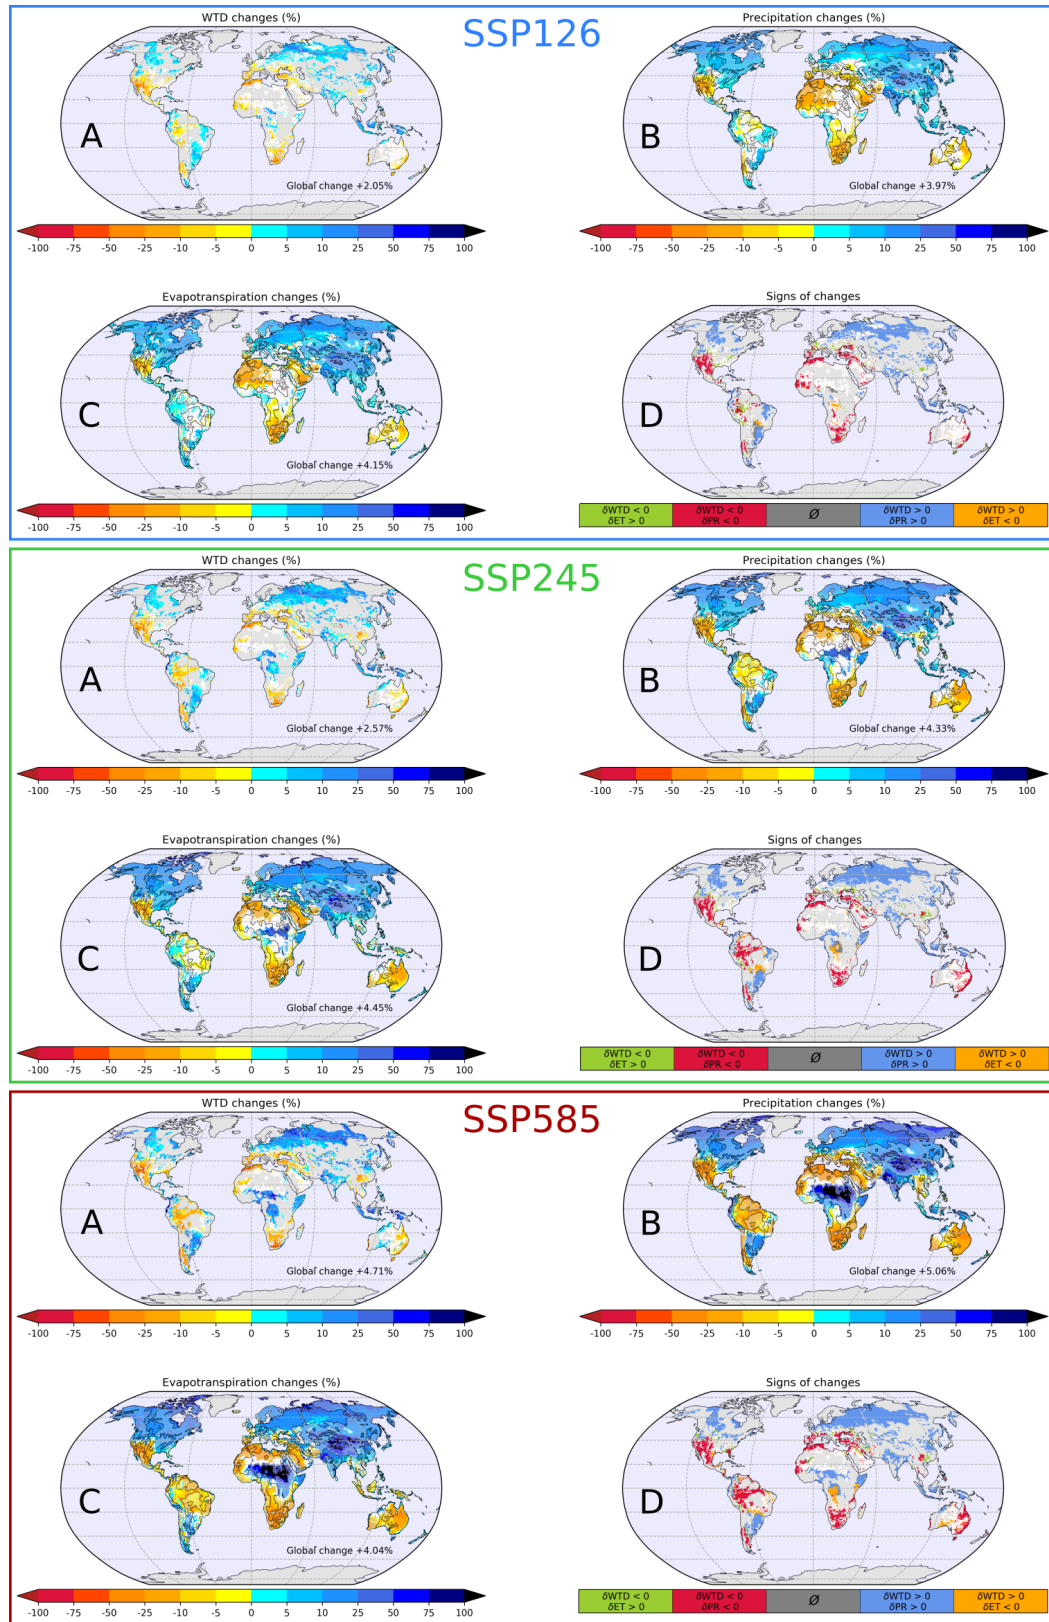 SSP126
WTD changes (%)
Precipitation changes (%)
A
B
Global change +2.05%
Global change +3.97%
-100 -75 -50 -25 -10 -5 0 5 10 25 50 75 100
-100 -75 -50 -25 -10 -5 0 5 10 25 50 75 100
Evapotranspiration changes (%)
Signs of changes
C
D
Global change +4.15%
-100 -75 -50 -25 -10 -5 0 5 10 25 50 75 100
δWTD < 0 δWTD < 0 Ø δWTD > 0 δWTD > 0
δET > 0 δPR < 0 δPR > 0 δET < 0
SSP245
WTD changes (%)
Precipitation changes (%)
A
B
Global change +2.57%
Global change +4.33%
-100 -75 -50 -25 -10 -5 0 5 10 25 50 75 100
-100 -75 -50 -25 -10 -5 0 5 10 25 50 75 100
Evapotranspiration changes (%)
Signs of changes
C
D
Global change +4.45%
-100 -75 -50 -25 -10 -5 0 5 10 25 50 75 100
δWTD < 0 δWTD < 0 Ø δWTD > 0 δWTD > 0
δET > 0 δPR < 0 δPR > 0 δET < 0
SSP585
WTD changes (%)
Precipitation changes (%)
A
B
Global change +4.71%
Global change +5.06%
-100 -75 -50 -25 -10 -5 0 5 10 25 50 75 100
-100 -75 -50 -25 -10 -5 0 5 10 25 50 75 100
Evapotranspiration changes (%)
Signs of changes
C
D
Global change +4.04%
-100 -75 -50 -25 -10 -5 0 5 10 25 50 75 100
δWTD < 0 δWTD < 0 Ø δWTD > 0 δWTD > 0
δET > 0 δPR < 0 δPR > 0 δET < 0